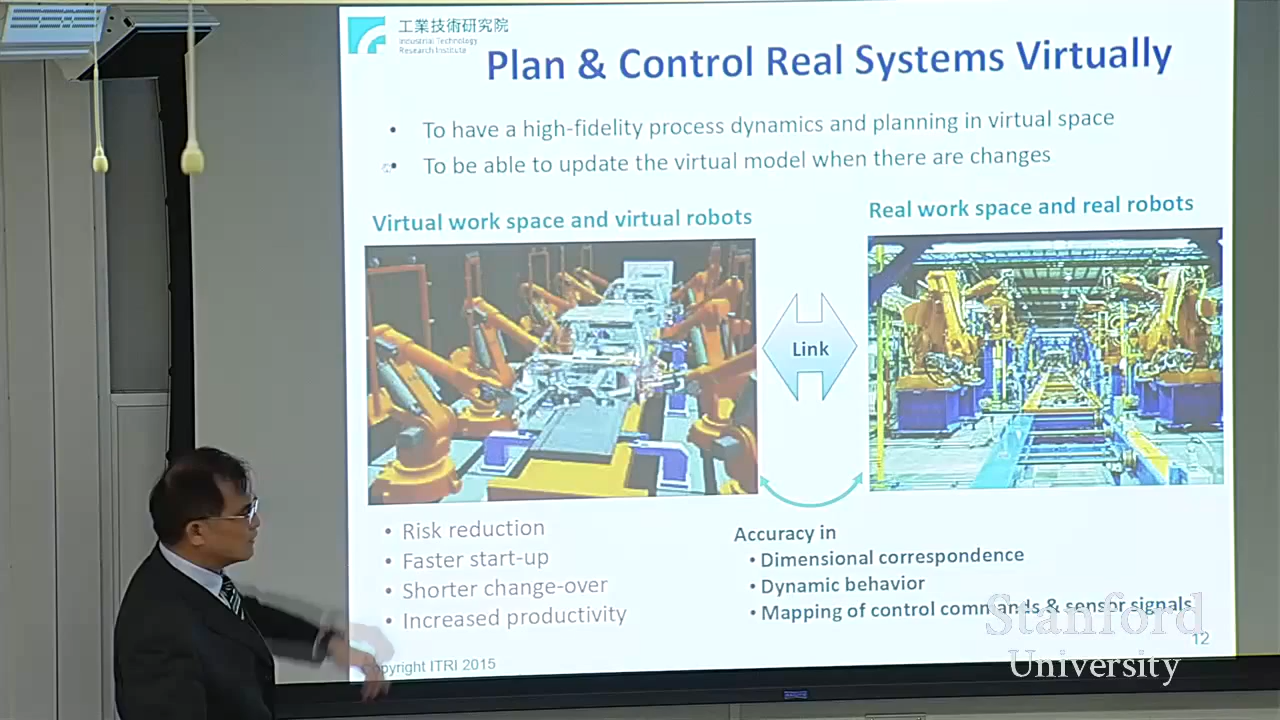 工業技術研究院
Industrial Technology
Research Institute
Plan & Control Real Systems Virtually
• To have a high-fidelity process dynamics and planning in virtual space
• To be able to update the virtual model when there are changes
Virtual work space and virtual robots
Real work space and real robots
Link
• Risk reduction
• Faster start-up
• Shorter change-over
• Increased productivity
Accuracy in
• Dimensional correspondence
• Dynamic behavior
• Mapping of control commands & sensor signals
Copyright ITRI 2015
12
Stanford
University